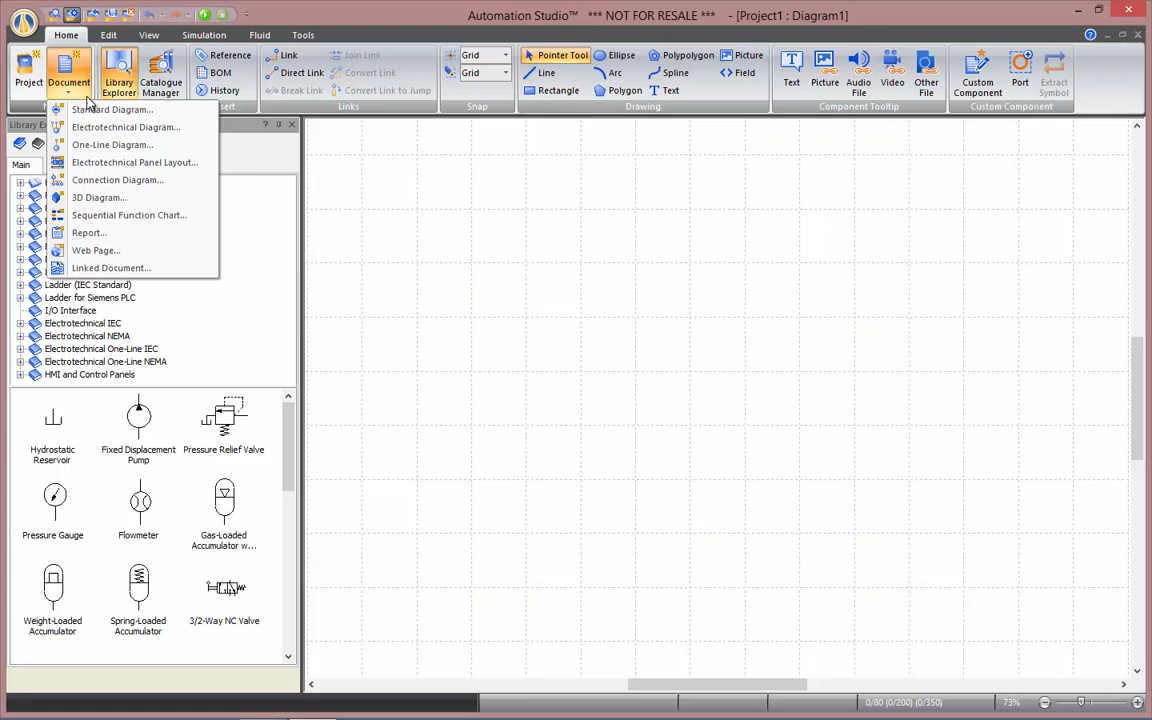 Automation Studio™ *** NOT FOR RESALE *** - [Project1 : Diagram1]
Home Edit View Simulation Fluid Tools
Project Document Library Explorer Catalogue Manager
Reference
BOM
History
Link
Direct Link
Break Link
Join Link
Convert Link
Convert Link to Jump
Links
Grid
Grid
Snap
Pointer Tool Ellipse Polypolygon Picture
Line Arc Spline Field
Rectangle Polygon Text
Drawing
Text Picture Audio File Video Other File
Component Tooltip
Custom Component Port Extract Symbol
Custom Component
Standard Diagram...
Electrotechnical Diagram...
One-Line Diagram...
Electrotechnical Panel Layout...
Connection Diagram...
3D Diagram...
Sequential Function Chart...
Report...
Web Page...
Linked Document...
Main
Ladder (IEC Standard)
Ladder for Siemens PLC
I/O Interface
Electrotechnical IEC
Electrotechnical NEMA
Electrotechnical One-Line IEC
Electrotechnical One-Line NEMA
HMI and Control Panels
Hydrostatic Reservoir
Fixed Displacement Pump
Pressure Relief Valve
Pressure Gauge
Flowmeter
Gas-Loaded Accumulator w...
Weight-Loaded Accumulator
Spring-Loaded Accumulator
3/2-Way NC Valve
0/80 (0/200) (0/350) 73%